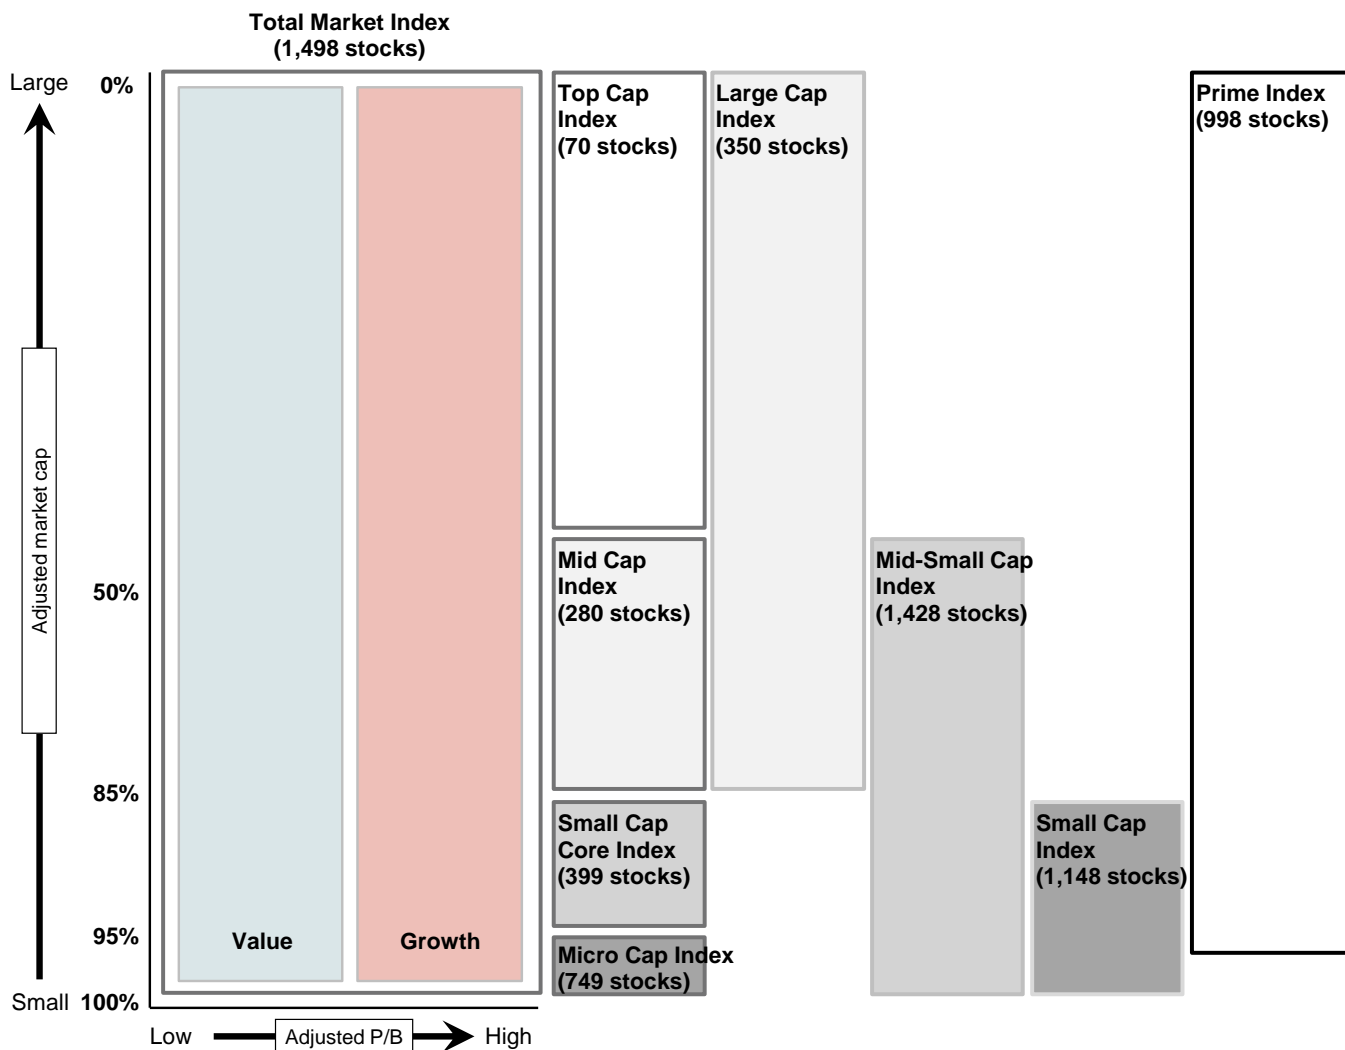 Total Market Index
(1,498 stocks)
Large
Adjusted market cap
Small
0%
50%
85%
95%
100%
Value
Growth
Low
Adjusted P/B
High
Top Cap
Index
(70 stocks)
Mid Cap
Index
(280 stocks)
Small Cap
Core Index
(399 stocks)
Micro Cap Index
(749 stocks)
Large Cap
Index
(350 stocks)
Mid-Small Cap
Index
(1,428 stocks)
Small Cap
Index
(1,148 stocks)
Prime Index
(998 stocks)